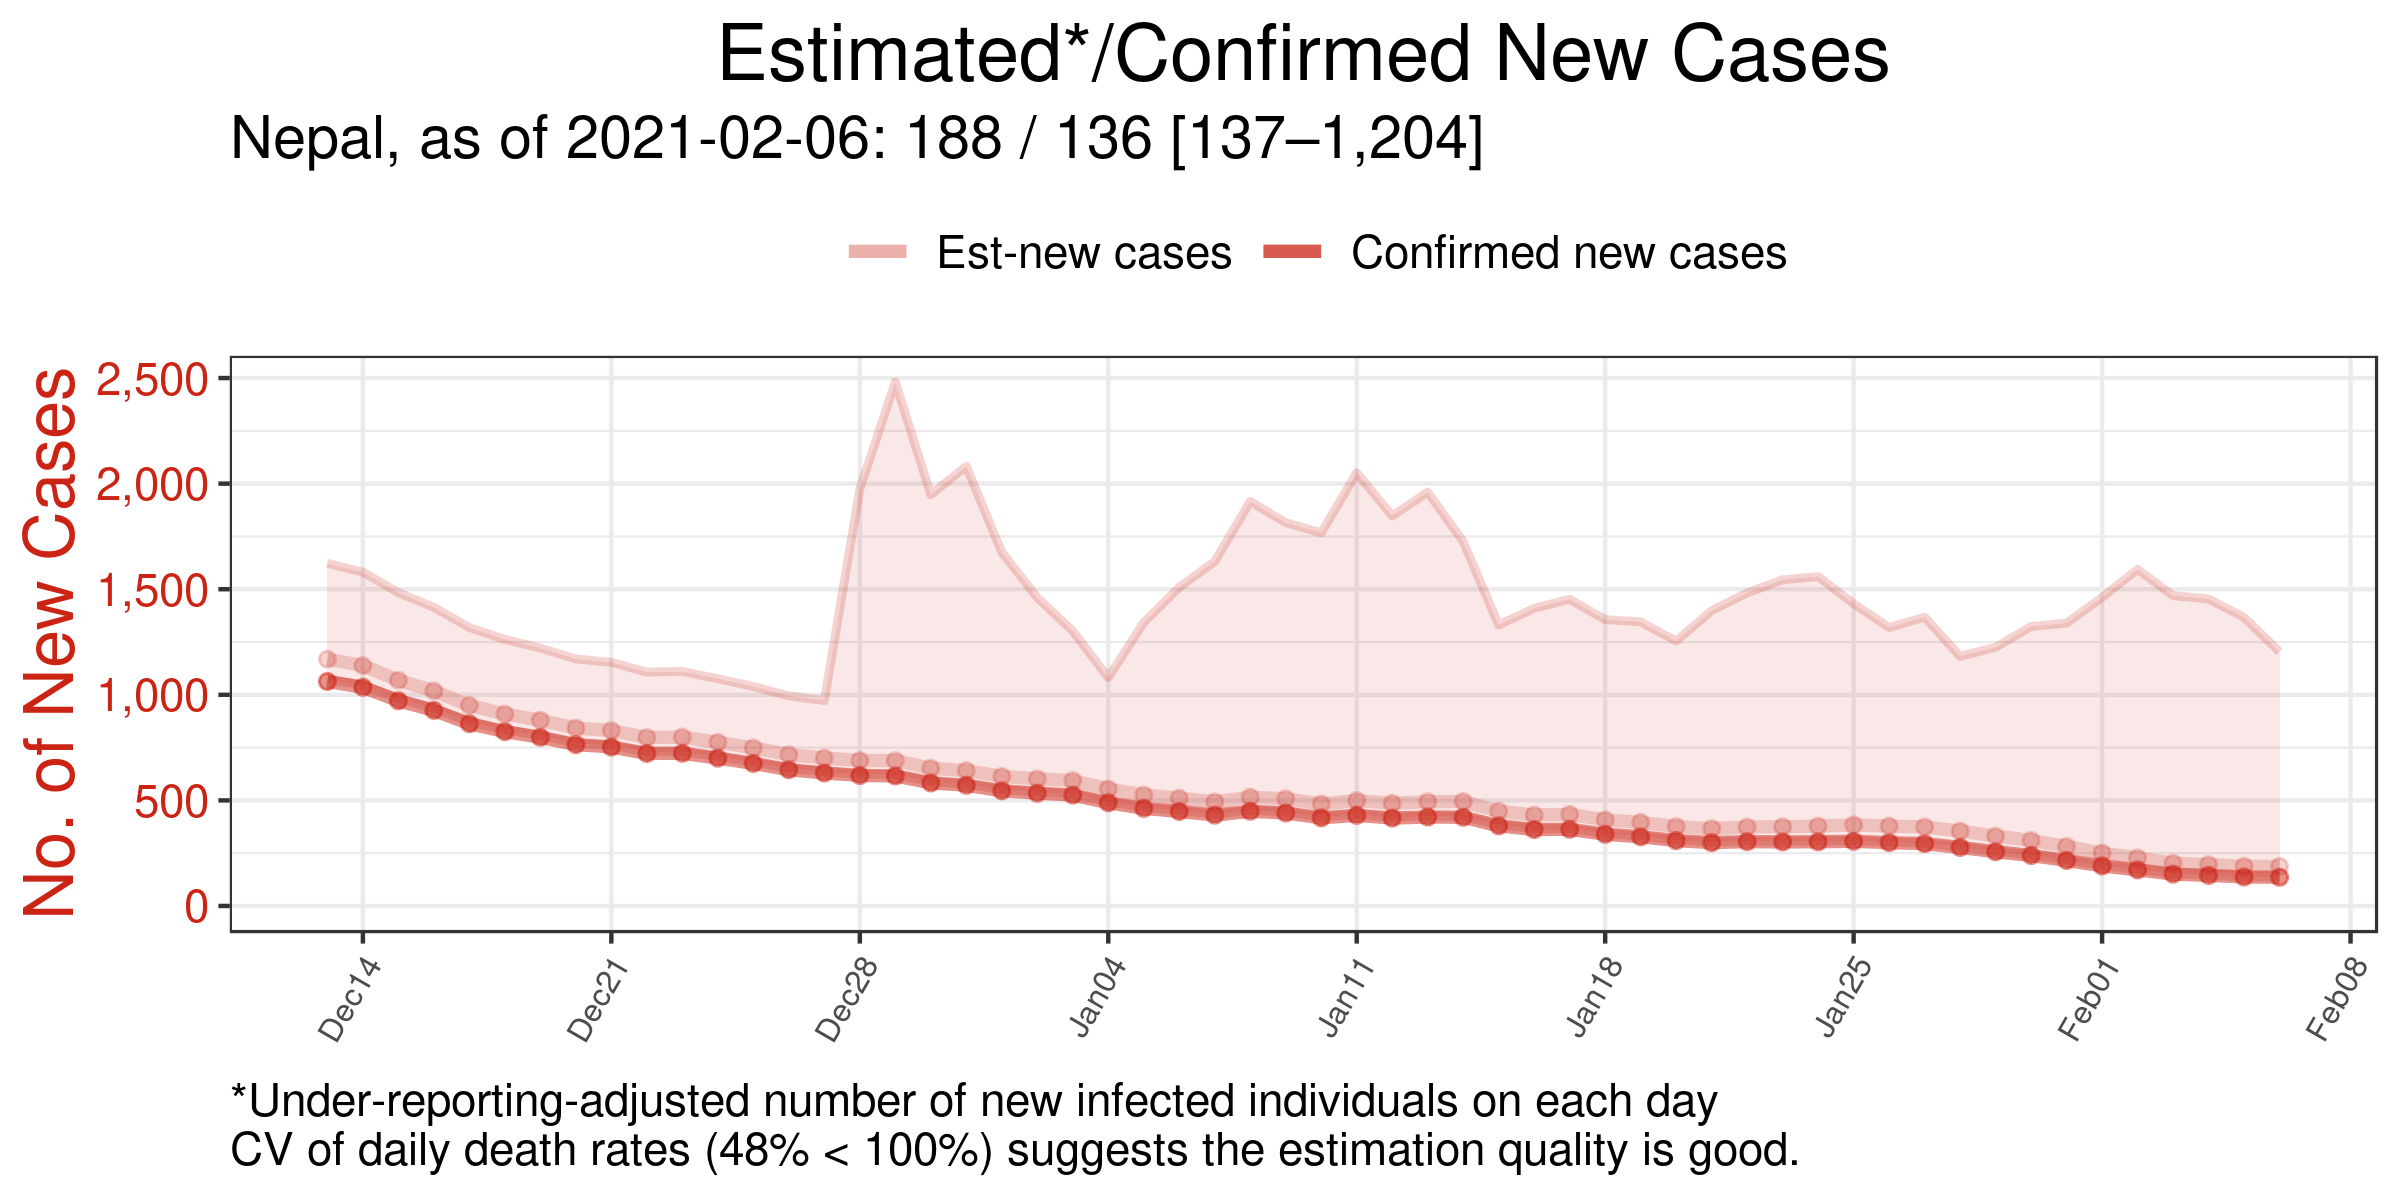 Estimated*/Confirmed New Cases
Nepal, as of 2021-02-06: 188 / 136 [137–1,204]
Est-new cases Confirmed new cases
No. of New Cases
2,500
2,000
1,500
1,000
500
0
Dec14 Dec21 Dec28 Jan04 Jan11 Jan18 Jan25 Feb01 Feb08
*Under-reporting-adjusted number of new infected individuals on each day
CV of daily death rates (48% < 100%) suggests the estimation quality is good.